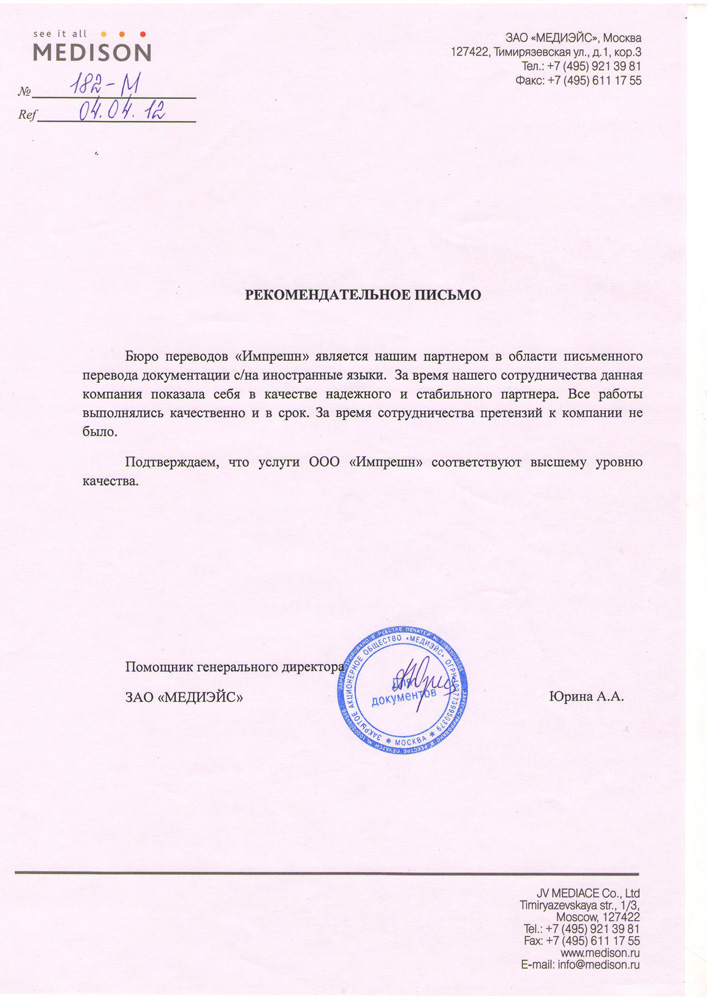 see it all
MEDISON
№ 182-М
Ref 04.04.12
ЗАО «МЕДИЭЙС», Москва
127422, Тимирязевская ул., д.1, кор.3
Тел.: +7 (495) 921 39 81
Факс: +7 (495) 611 17 55
РЕКОМЕНДАТЕЛЬНОЕ ПИСЬМО
Бюро переводов «Импрешн» является нашим партнером в области письменного
перевода документации с/на иностранные языки. За время нашего сотрудничества данная
компания показала себя в качестве надежного и стабильного партнера. Все работы
выполнялись качественно и в срок. За время сотрудничества претензий к компании не
было.
Подтверждаем, что услуги ООО «Импрешн» соответствуют высшему уровню
качества.
Помощник генерального директора
ЗАО «МЕДИЭЙС»
Юрина А.А.
ЗАКРЫТОЕ АКЦИОНЕРНОЕ ОБЩЕСТВО «МЕДИЭЙС»
МОСКВА
для
документов
JV MEDIACE Co., Ltd
Timiryazevskaya str., 1/3,
Moscow, 127422
Tel.: +7 (495) 921 39 81
Fax: +7 (495) 611 17 55
www.medison.ru
E-mail: info@medison.ru